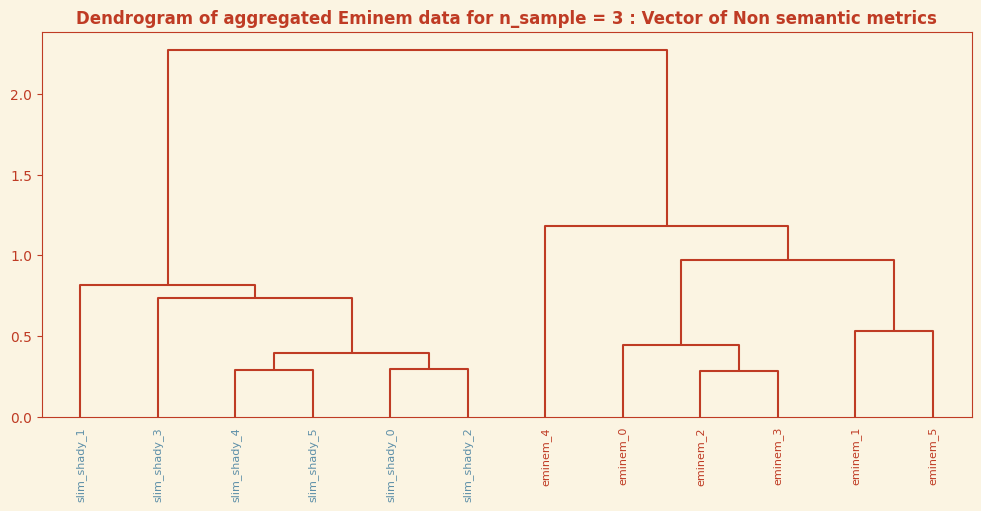 Dendrogram of aggregated Eminem data for n_sample = 3 : Vector of Non semantic metrics
2.0
1.5
1.0
0.5
0.0
slim_shady_1
slim_shady_3
slim_shady_4
slim_shady_5
slim_shady_0
slim_shady_2
eminem_4
eminem_0
eminem_2
eminem_3
eminem_1
eminem_5